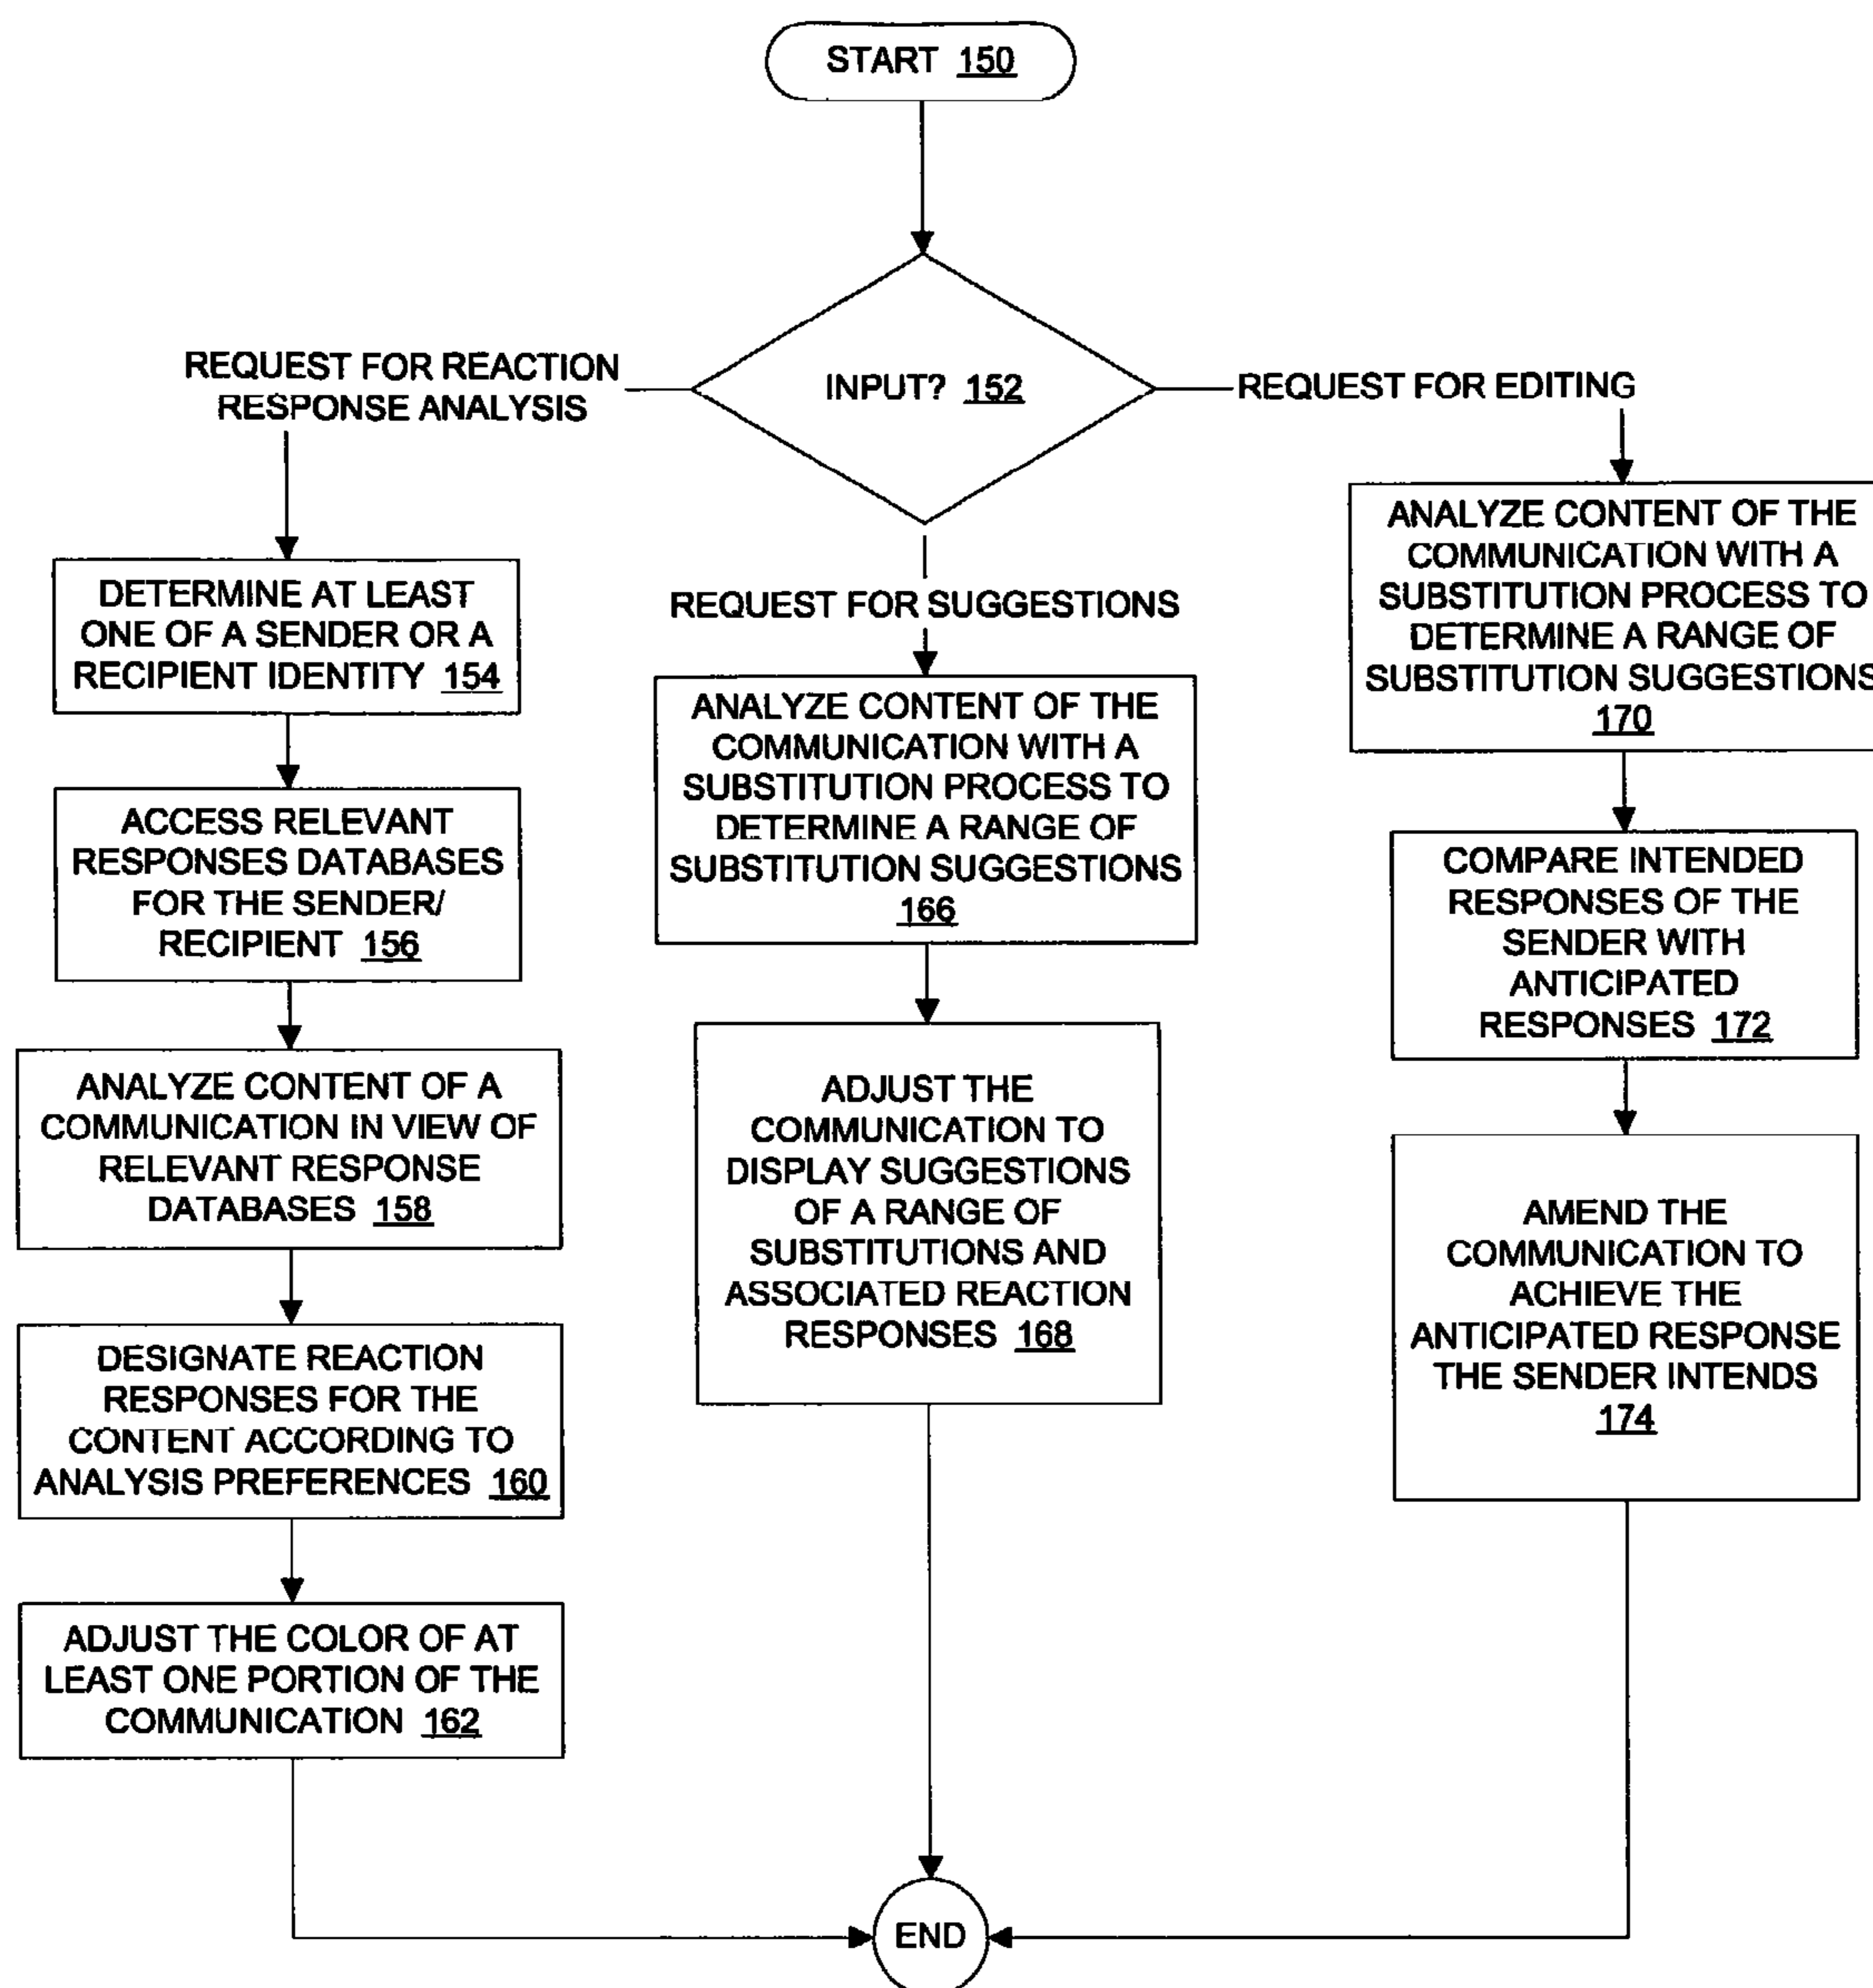 START 150
INPUT? 152
REQUEST FOR REACTION
RESPONSE ANALYSIS
DETERMINE AT LEAST
ONE OF A SENDER OR A
RECIPIENT IDENTITY 154
ACCESS RELEVANT
RESPONSES DATABASES
FOR THE SENDER/
RECIPIENT 156
ANALYZE CONTENT OF A
COMMUNICATION IN VIEW OF
RELEVANT RESPONSE
DATABASES 158
DESIGNATE REACTION
RESPONSES FOR THE
CONTENT ACCORDING TO
ANALYSIS PREFERENCES 160
ADJUST THE COLOR OF AT
LEAST ONE PORTION OF THE
COMMUNICATION 162
REQUEST FOR SUGGESTIONS
ANALYZE CONTENT OF THE
COMMUNICATION WITH A
SUBSTITUTION PROCESS TO
DETERMINE A RANGE OF
SUBSTITUTION SUGGESTIONS
166
ADJUST THE
COMMUNICATION TO
DISPLAY SUGGESTIONS
OF A RANGE OF
SUBSTITUTIONS AND
ASSOCIATED REACTION
RESPONSES 168
REQUEST FOR EDITING
ANALYZE CONTENT OF THE
COMMUNICATION WITH A
SUBSTITUTION PROCESS TO
DETERMINE A RANGE OF
SUBSTITUTION SUGGESTIONS
170
COMPARE INTENDED
RESPONSES OF THE
SENDER WITH
ANTICIPATED
RESPONSES 172
AMEND THE
COMMUNICATION TO
ACHIEVE THE
ANTICIPATED RESPONSE
THE SENDER INTENDS
174
END